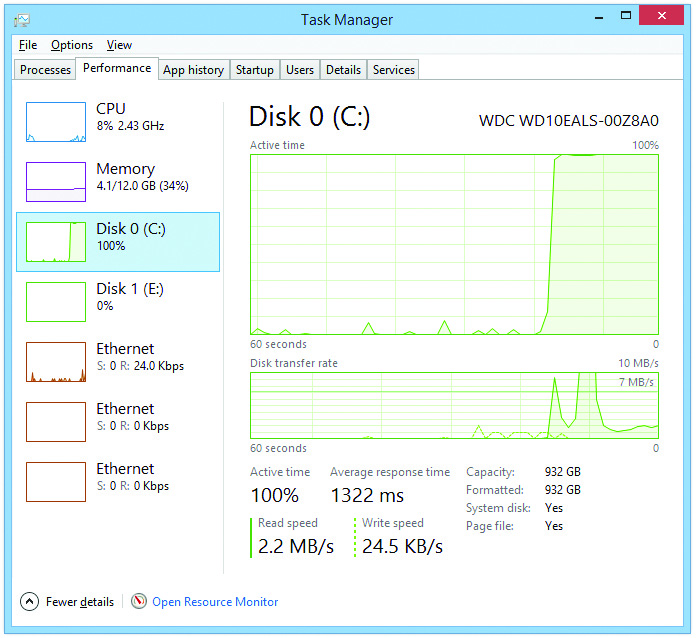 Task Manager
File Options View
Processes Performance App history Startup Users Details Services
CPU
8% 2.43 GHz
Memory
4.1/12.0 GB (34%)
Disk 0 (C:)
100%
Disk 1 (E:)
0%
Ethernet
S: 0 R: 24.0 Kbps
Ethernet
S: 0 R: 0 Kbps
Ethernet
S: 0 R: 0 Kbps
Disk 0 (C:) WDC WD10EALS-00Z8A0
Active time 100%
60 seconds 0
Disk transfer rate 10 MB/s
7 MB/s
60 seconds 0
Active time Average response time
100% 1322 ms
Read speed Write speed
2.2 MB/s 24.5 KB/s
Capacity: 932 GB
Formatted: 932 GB
System disk: Yes
Page file: Yes
Fewer details Open Resource Monitor